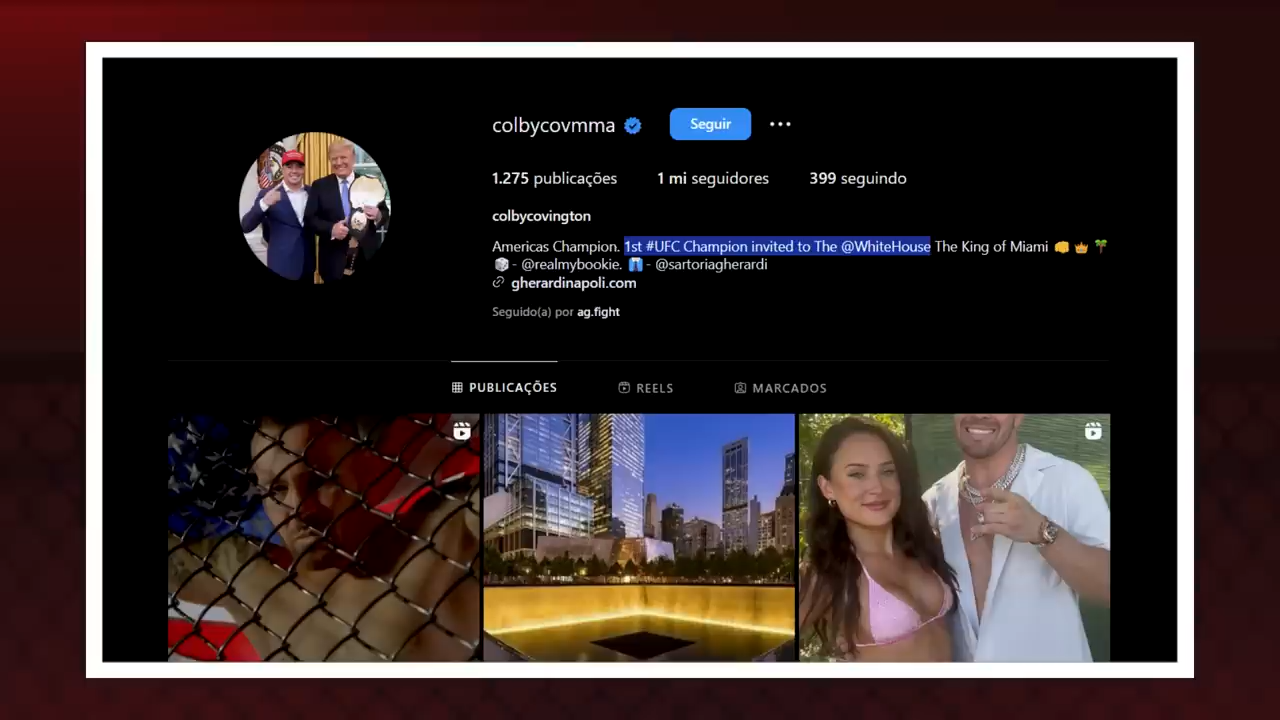 colbycovmma Seguir
1.275 publicações 1 mi seguidores 399 seguindo
colbycovington
Americas Champion. 1st #UFC Champion invited to The @WhiteHouse The King of Miami 👊 👑 🌴
🎲 - @realmybookie. 👔 - @sartoriagherardi
gherardinapoli.com
Seguido(a) por ag.fight
PUBLICAÇÕES REELS MARCADOS